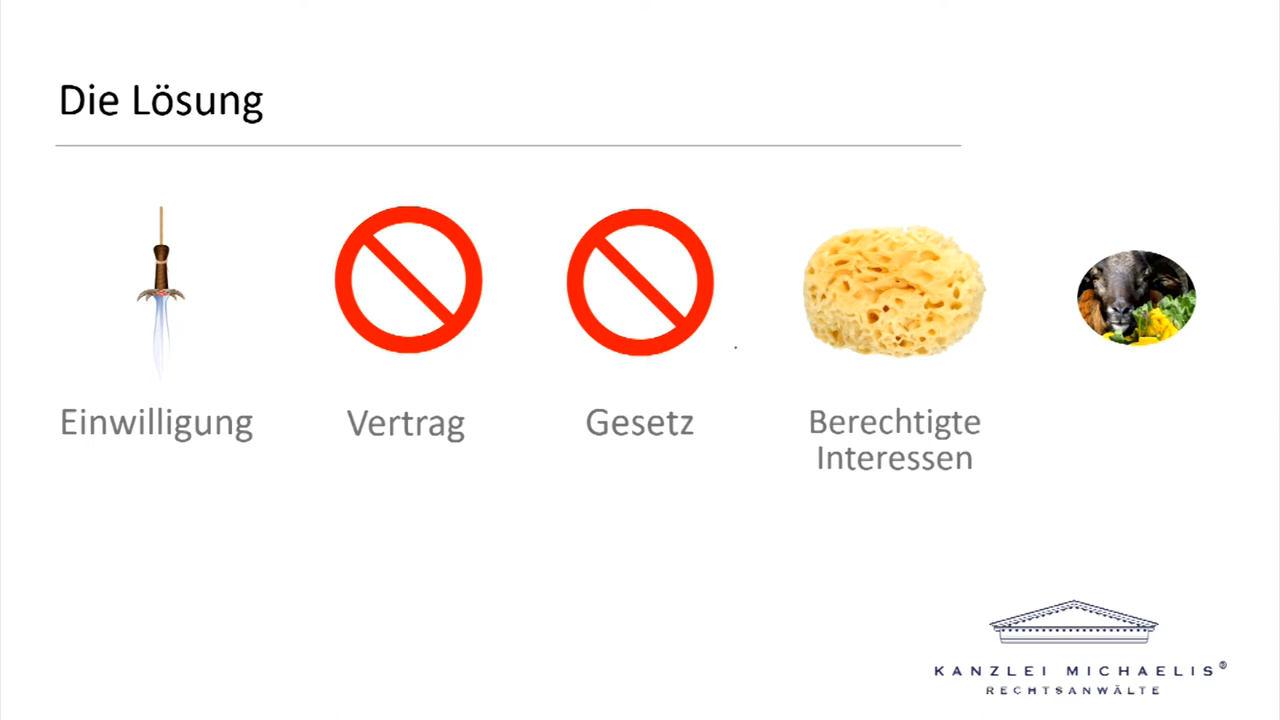 Die Lösung
Einwilligung
Vertrag
Gesetz
Berechtigte
Interessen
KANZLEI MICHAELIS®
RECHTSANWÄLTE